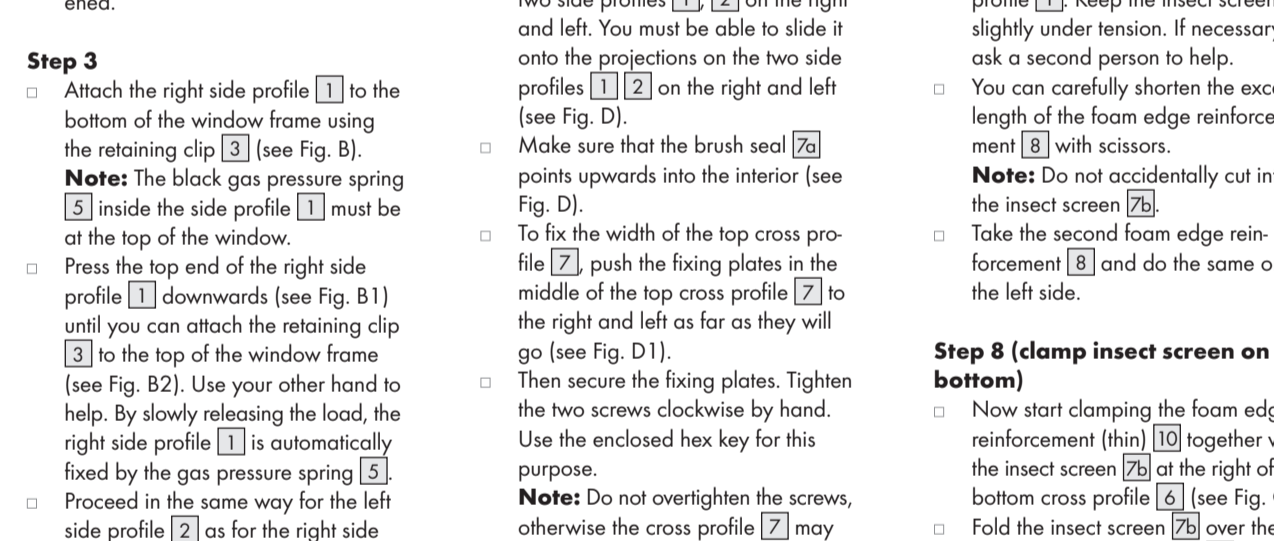 ened.
Step 3
□ Attach the right side profile 1 to the
bottom of the window frame using
the retaining clip 3 (see Fig. B).
Note: The black gas pressure spring
5 inside the side profile 1 must be
at the top of the window.
□ Press the top end of the right side
profile 1 downwards (see Fig. B1)
until you can attach the retaining clip
3 to the top of the window frame
(see Fig. B2). Use your other hand to
help. By slowly releasing the load, the
right side profile 1 is automatically
fixed by the gas pressure spring 5.
□ Proceed in the same way for the left
side profile 2 as for the right side
two side profiles 1, 2 on the right
and left. You must be able to slide it
onto the projections on the two side
profiles 1 2 on the right and left
(see Fig. D).
□ Make sure that the brush seal 7a
points upwards into the interior (see
Fig. D).
□ To fix the width of the top cross pro-
file 7, push the fixing plates in the
middle of the top cross profile 7 to
the right and left as far as they will
go (see Fig. D1).
□ Then secure the fixing plates. Tighten
the two screws clockwise by hand.
Use the enclosed hex key for this
purpose.
Note: Do not overtighten the screws,
otherwise the cross profile 7 may
profile 1. Keep the insect screen
slightly under tension. If necessary
ask a second person to help.
□ You can carefully shorten the exc
length of the foam edge reinforce
ment 8 with scissors.
Note: Do not accidentally cut in
the insect screen 7b.
□ Take the second foam edge rein-
forcement 8 and do the same o
the left side.
Step 8 (clamp insect screen on
bottom)
□ Now start clamping the foam edg
reinforcement (thin) 10 together
the insect screen 7b at the right of
bottom cross profile 6 (see Fig.
□ Fold the insect screen 7b over the